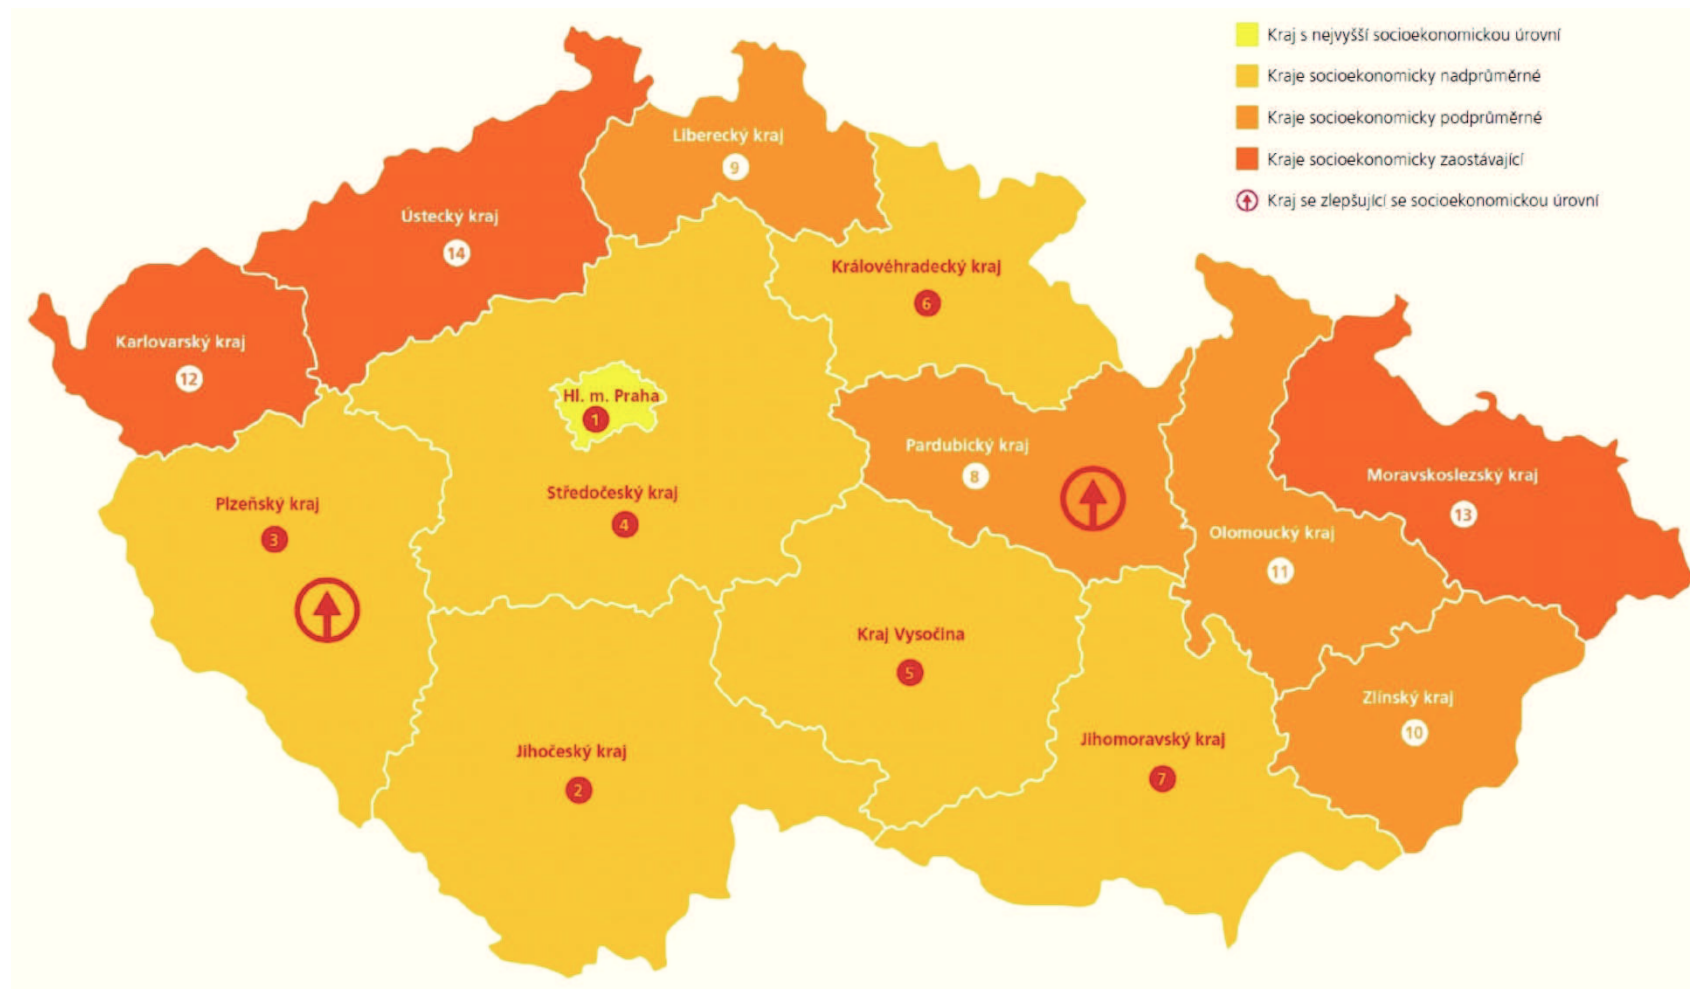 Kraj s nejvyšší socioekonomickou úrovní
Kraje socioekonomicky nadprůměrné
Kraje socioekonomicky podprůměrné
Kraje socioekonomicky zaostávající
Kraj se zlepšující se socioekonomickou úrovní
Liberecký kraj
9
Ústecký kraj
14
Královéhradecký kraj
6
Karlovarský kraj
12
Hl. m. Praha
1
Pardubický kraj
8
Moravskoslezský kraj
13
Plzeňský kraj
3
Středočeský kraj
4
Olomoucký kraj
11
Kraj Vysočina
5
Zlínský kraj
10
Jihomoravský kraj
7
Jihočeský kraj
2